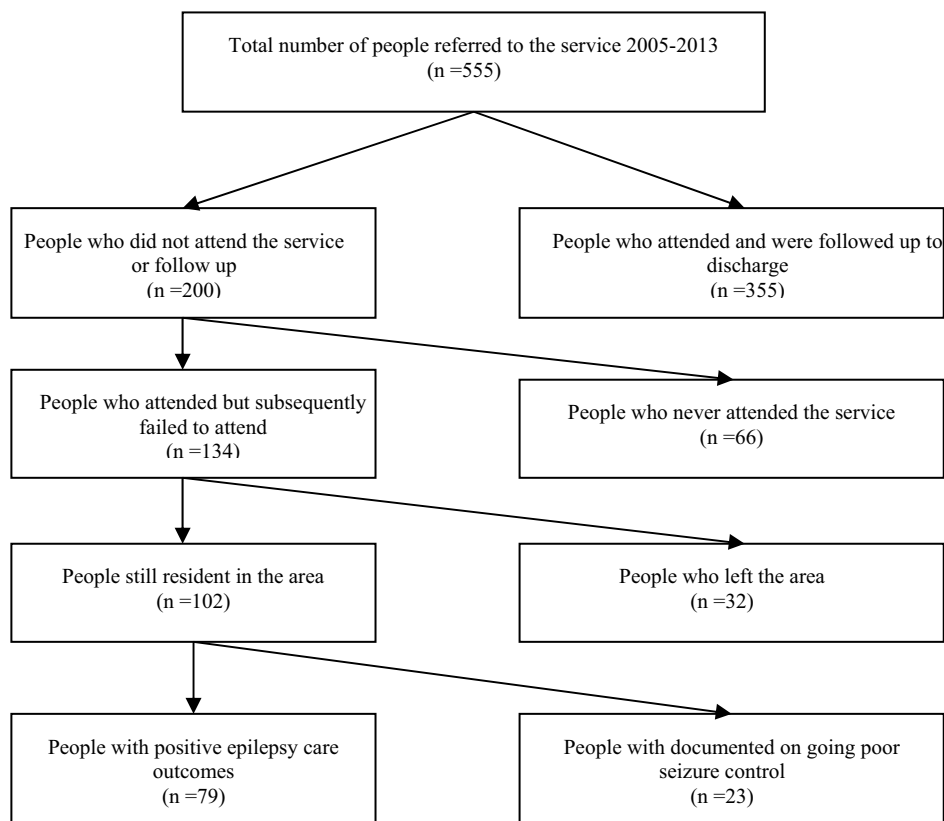 Total number of people referred to the service 2005-2013
(n =555)
People who did not attend the service
or follow up
(n =200)
People who attended and were followed up to
discharge
(n =355)
People who attended but subsequently
failed to attend
(n =134)
People who never attended the service
(n =66)
People still resident in the area
(n =102)
People who left the area
(n =32)
People with positive epilepsy care
outcomes
(n =79)
People with documented on going poor
seizure control
(n =23)